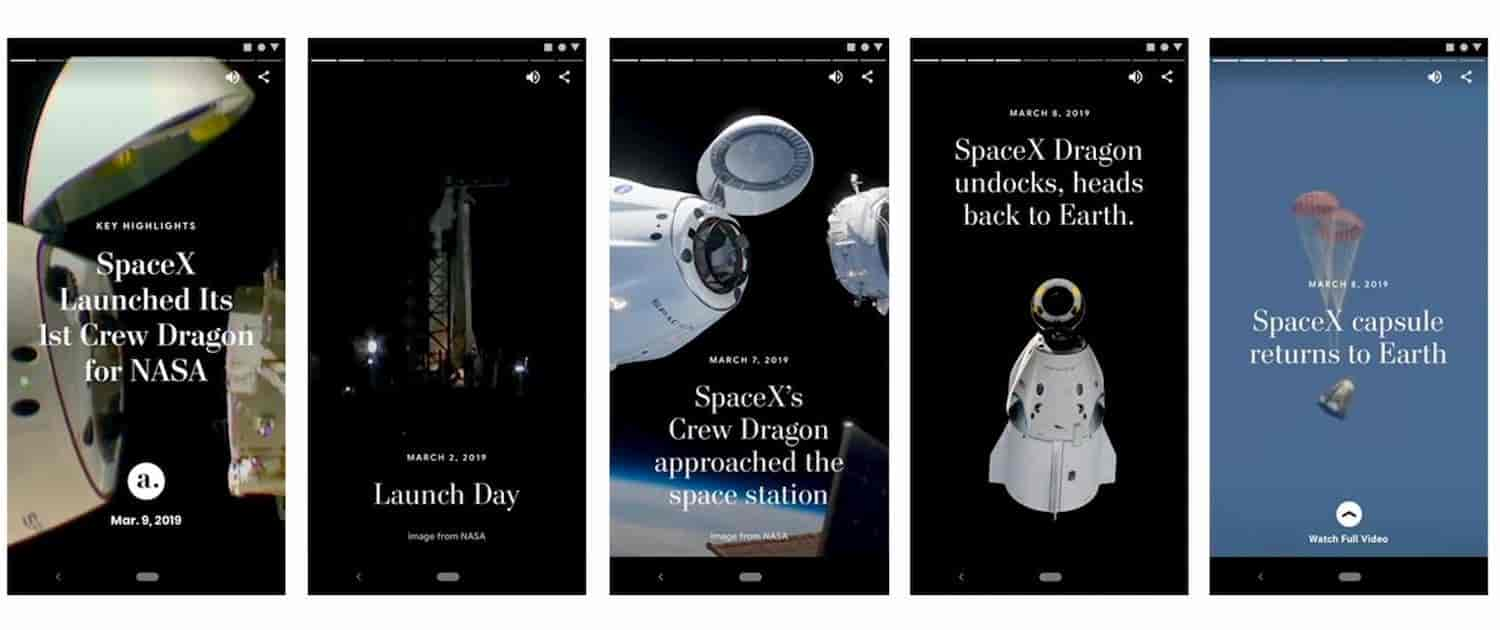 KEY HIGHLIGHTS
SpaceX
Launched Its
1st Crew Dragon
for NASA
a.
Mar. 9, 2019
MARCH 2, 2019
Launch Day
image from NASA
SPACEX
MARCH 7, 2019
SpaceX's
Crew Dragon
approached the
space station
image from NASA
MARCH 8, 2019
SpaceX Dragon
undocks, heads
back to Earth.
MARCH 8, 2019
SpaceX capsule
returns to Earth
Watch Full Video